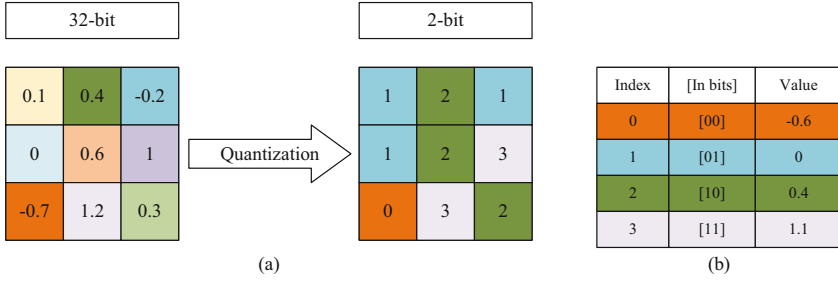 32-bit 2-bit
0.1 0.4 -0.2 1 2 1 Index [In bits] Value
0 [00] -0.6
0 0.6 1 Quantization 1 2 3 1 [01] 0
2 [10] 0.4
-0.7 1.2 0.3 0 3 2 3 [11] 1.1
(a) (b)